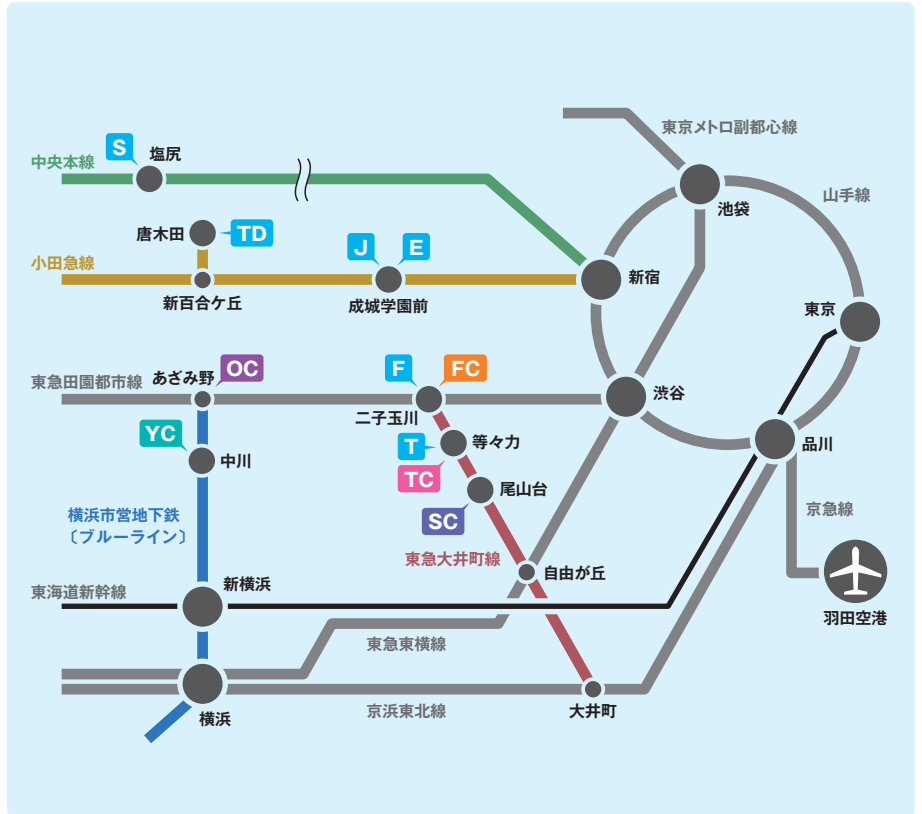 東京メトロ副都心線
S
塩尻
中央本線
山手線
池袋
唐木田
TD
J
E
小田急線
新宿
新百合ケ丘
成城学園前
東京
OC
あざみ野
F
FC
東急田園都市線
渋谷
二子玉川
YC
等々力
T
品川
中川
TC
尾山台
SC
横浜市営地下鉄
〔ブルーライン〕
京急線
東急大井町線
自由が丘
新横浜
東海道新幹線
羽田空港
東急東横線
京浜東北線
大井町
横浜